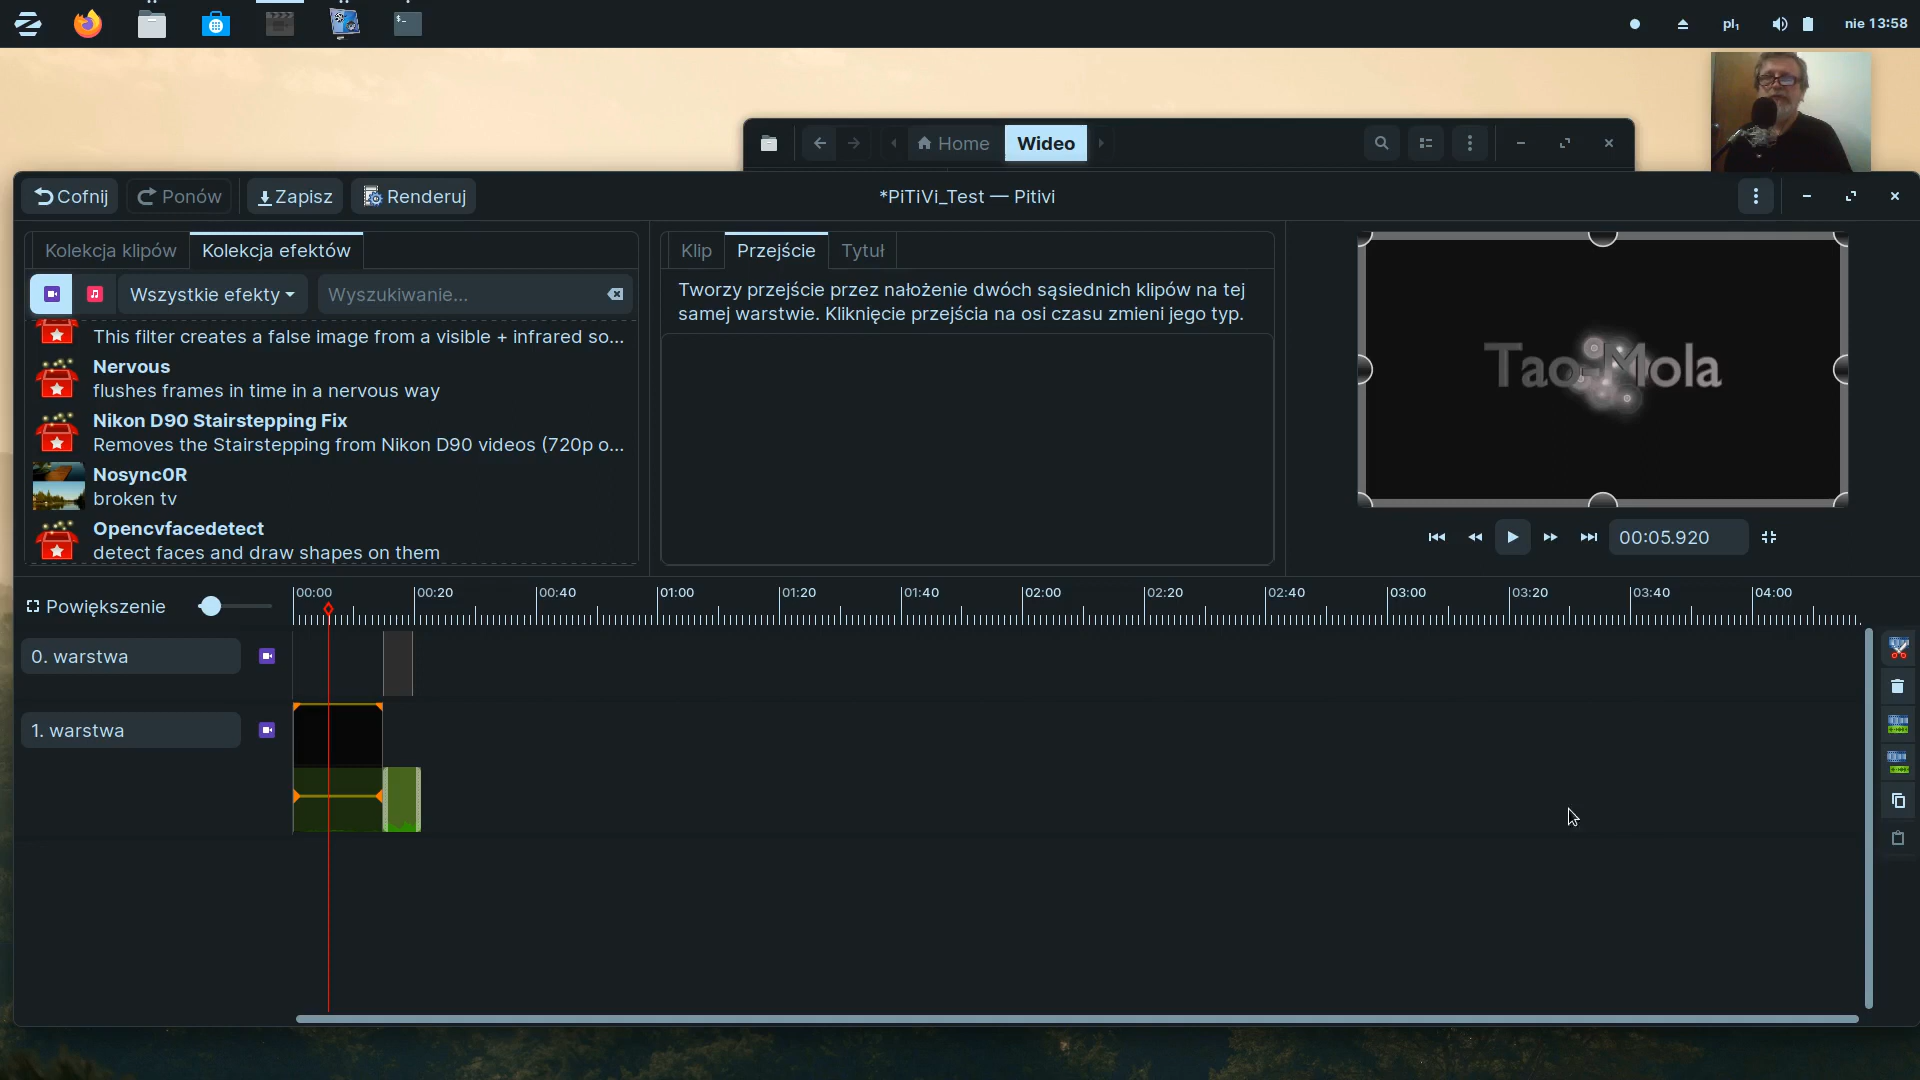 pl₁
nie 13:58
Home
Wideo
Cofnij
Ponów
Zapisz
Renderuj
*PiTiVi_Test — Pitivi
Kolekcja klipów
Kolekcja efektów
Wszystkie efekty
Wyszukiwanie...
This filter creates a false image from a visible + infrared so...
Nervous
flushes frames in time in a nervous way
Nikon D90 Stairstepping Fix
Removes the Stairstepping from Nikon D90 videos (720p o...
Nosync0R
broken tv
Opencvfacedetect
detect faces and draw shapes on them
Klip
Przejście
Tytuł
Tworzy przejście przez nałożenie dwóch sąsiednich klipów na tej
samej warstwie. Kliknięcie przejścia na osi czasu zmieni jego typ.
Tao-Mola
00:05.920
Powiększenie
00:00
00:20
00:40
01:00
01:20
01:40
02:00
02:20
02:40
03:00
03:20
03:40
04:00
0. warstwa
1. warstwa